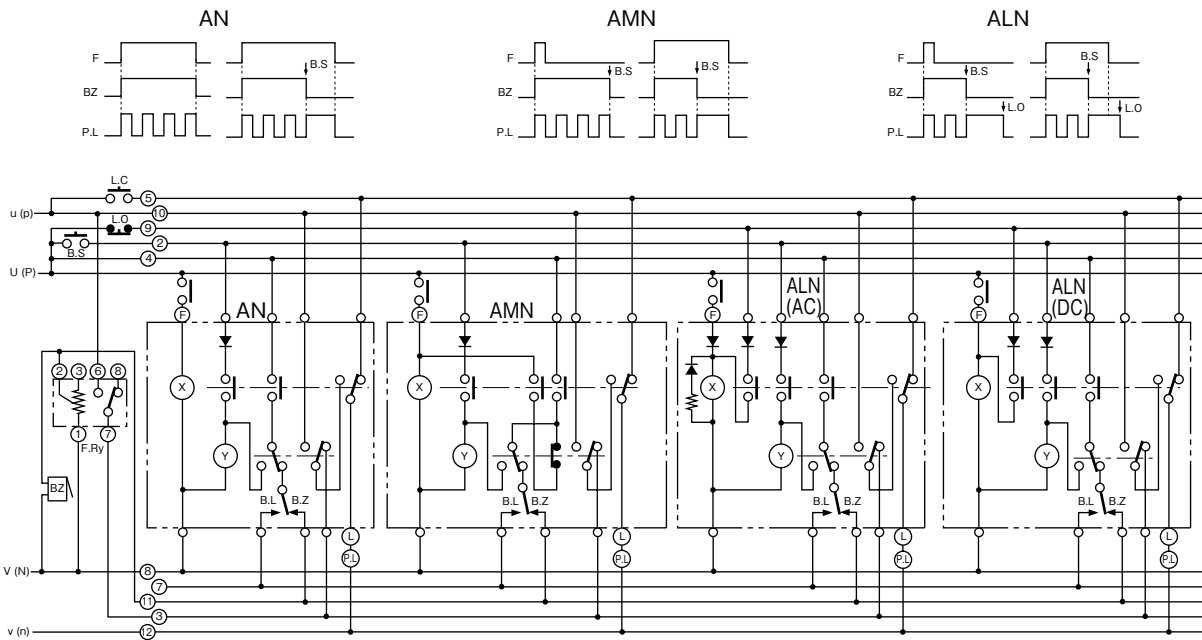 AN AMN ALN
F B.S F B.S F B.S
BZ BZ B.S BZ B.S
P.L P.L P.L L.O L.O
L.C 5
u (p) 10
L.O 9
B.S 2
4
U (P)
F AN F AMN F ALN (AC) F ALN (DC)
2 3 6 8
X X X X
1 7
F.Ry
Y Y Y Y
BZ
B.L B.Z B.L B.Z B.L B.Z B.L B.Z
L L L L
P.L P.L P.L P.L
V (N) 8
7
11
3
v (n) 12